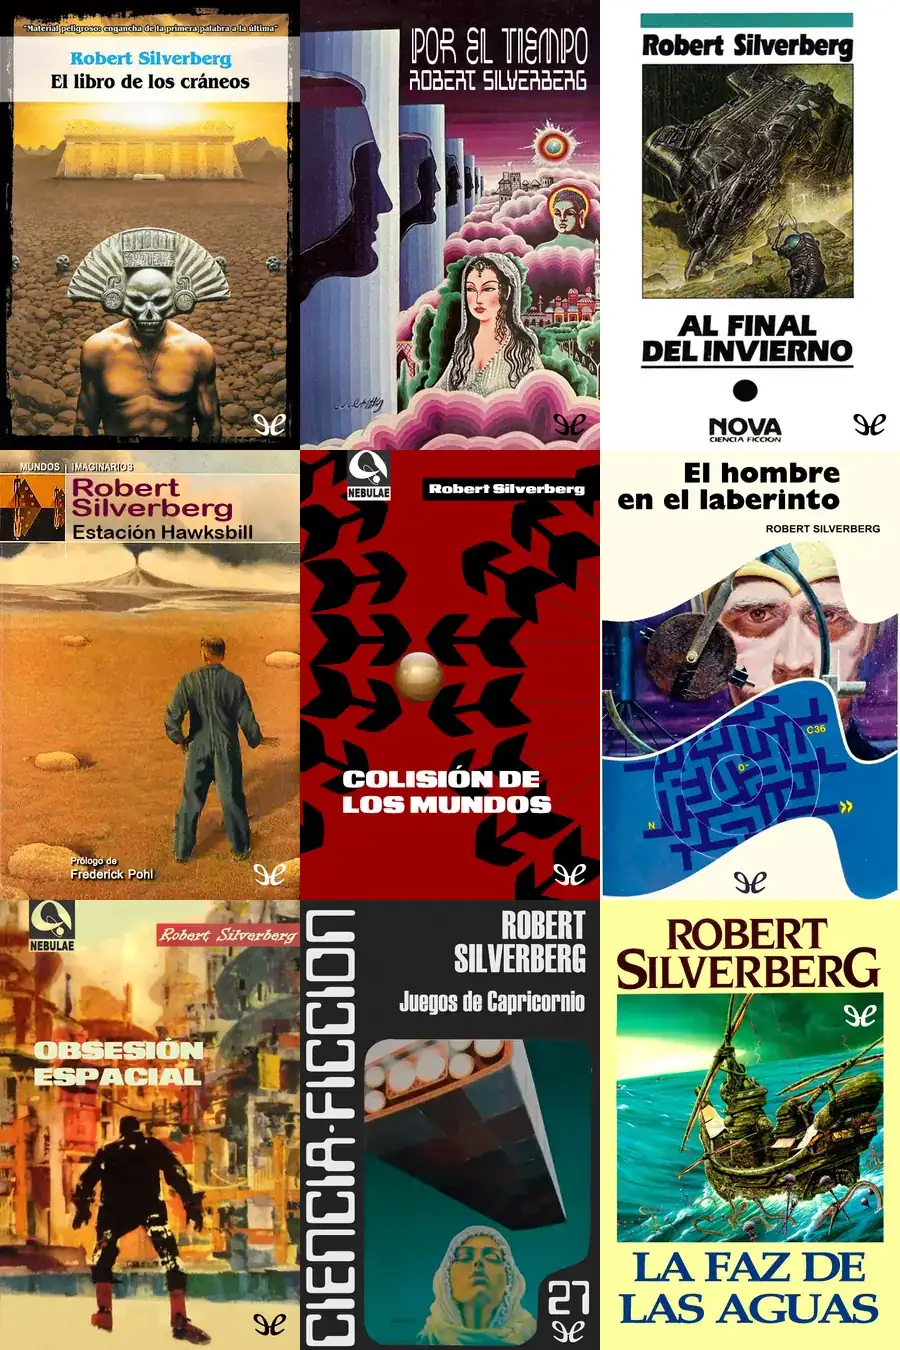 "Material peligroso: engancha de la primera palabra a la última"
Robert Silverberg
El libro de los cráneos
POR EL TIEMPO
ROBERT SILVERBERG
Robert Silverberg
AL FINAL
DEL INVIERNO
NOVA
CIENCIA FICCION
MUNDOS IMAGINARIOS
Robert
Silverberg
Estación Hawksbill
Prólogo de
Frederick Pohl
NEBULAE
Robert Silverberg
COLISIÓN DE
LOS MUNDOS
El hombre
en el laberinto
ROBERT SILVERBERG
C36
O
N
NEBULAE
Robert Silverberg
OBSESIÓN
ESPACIAL
CIENCIA-FICCION
ROBERT
SILVERBERG
Juegos de Capricornio
27
ROBERT
SILVERBERG
LA FAZ DE
LAS AGUAS